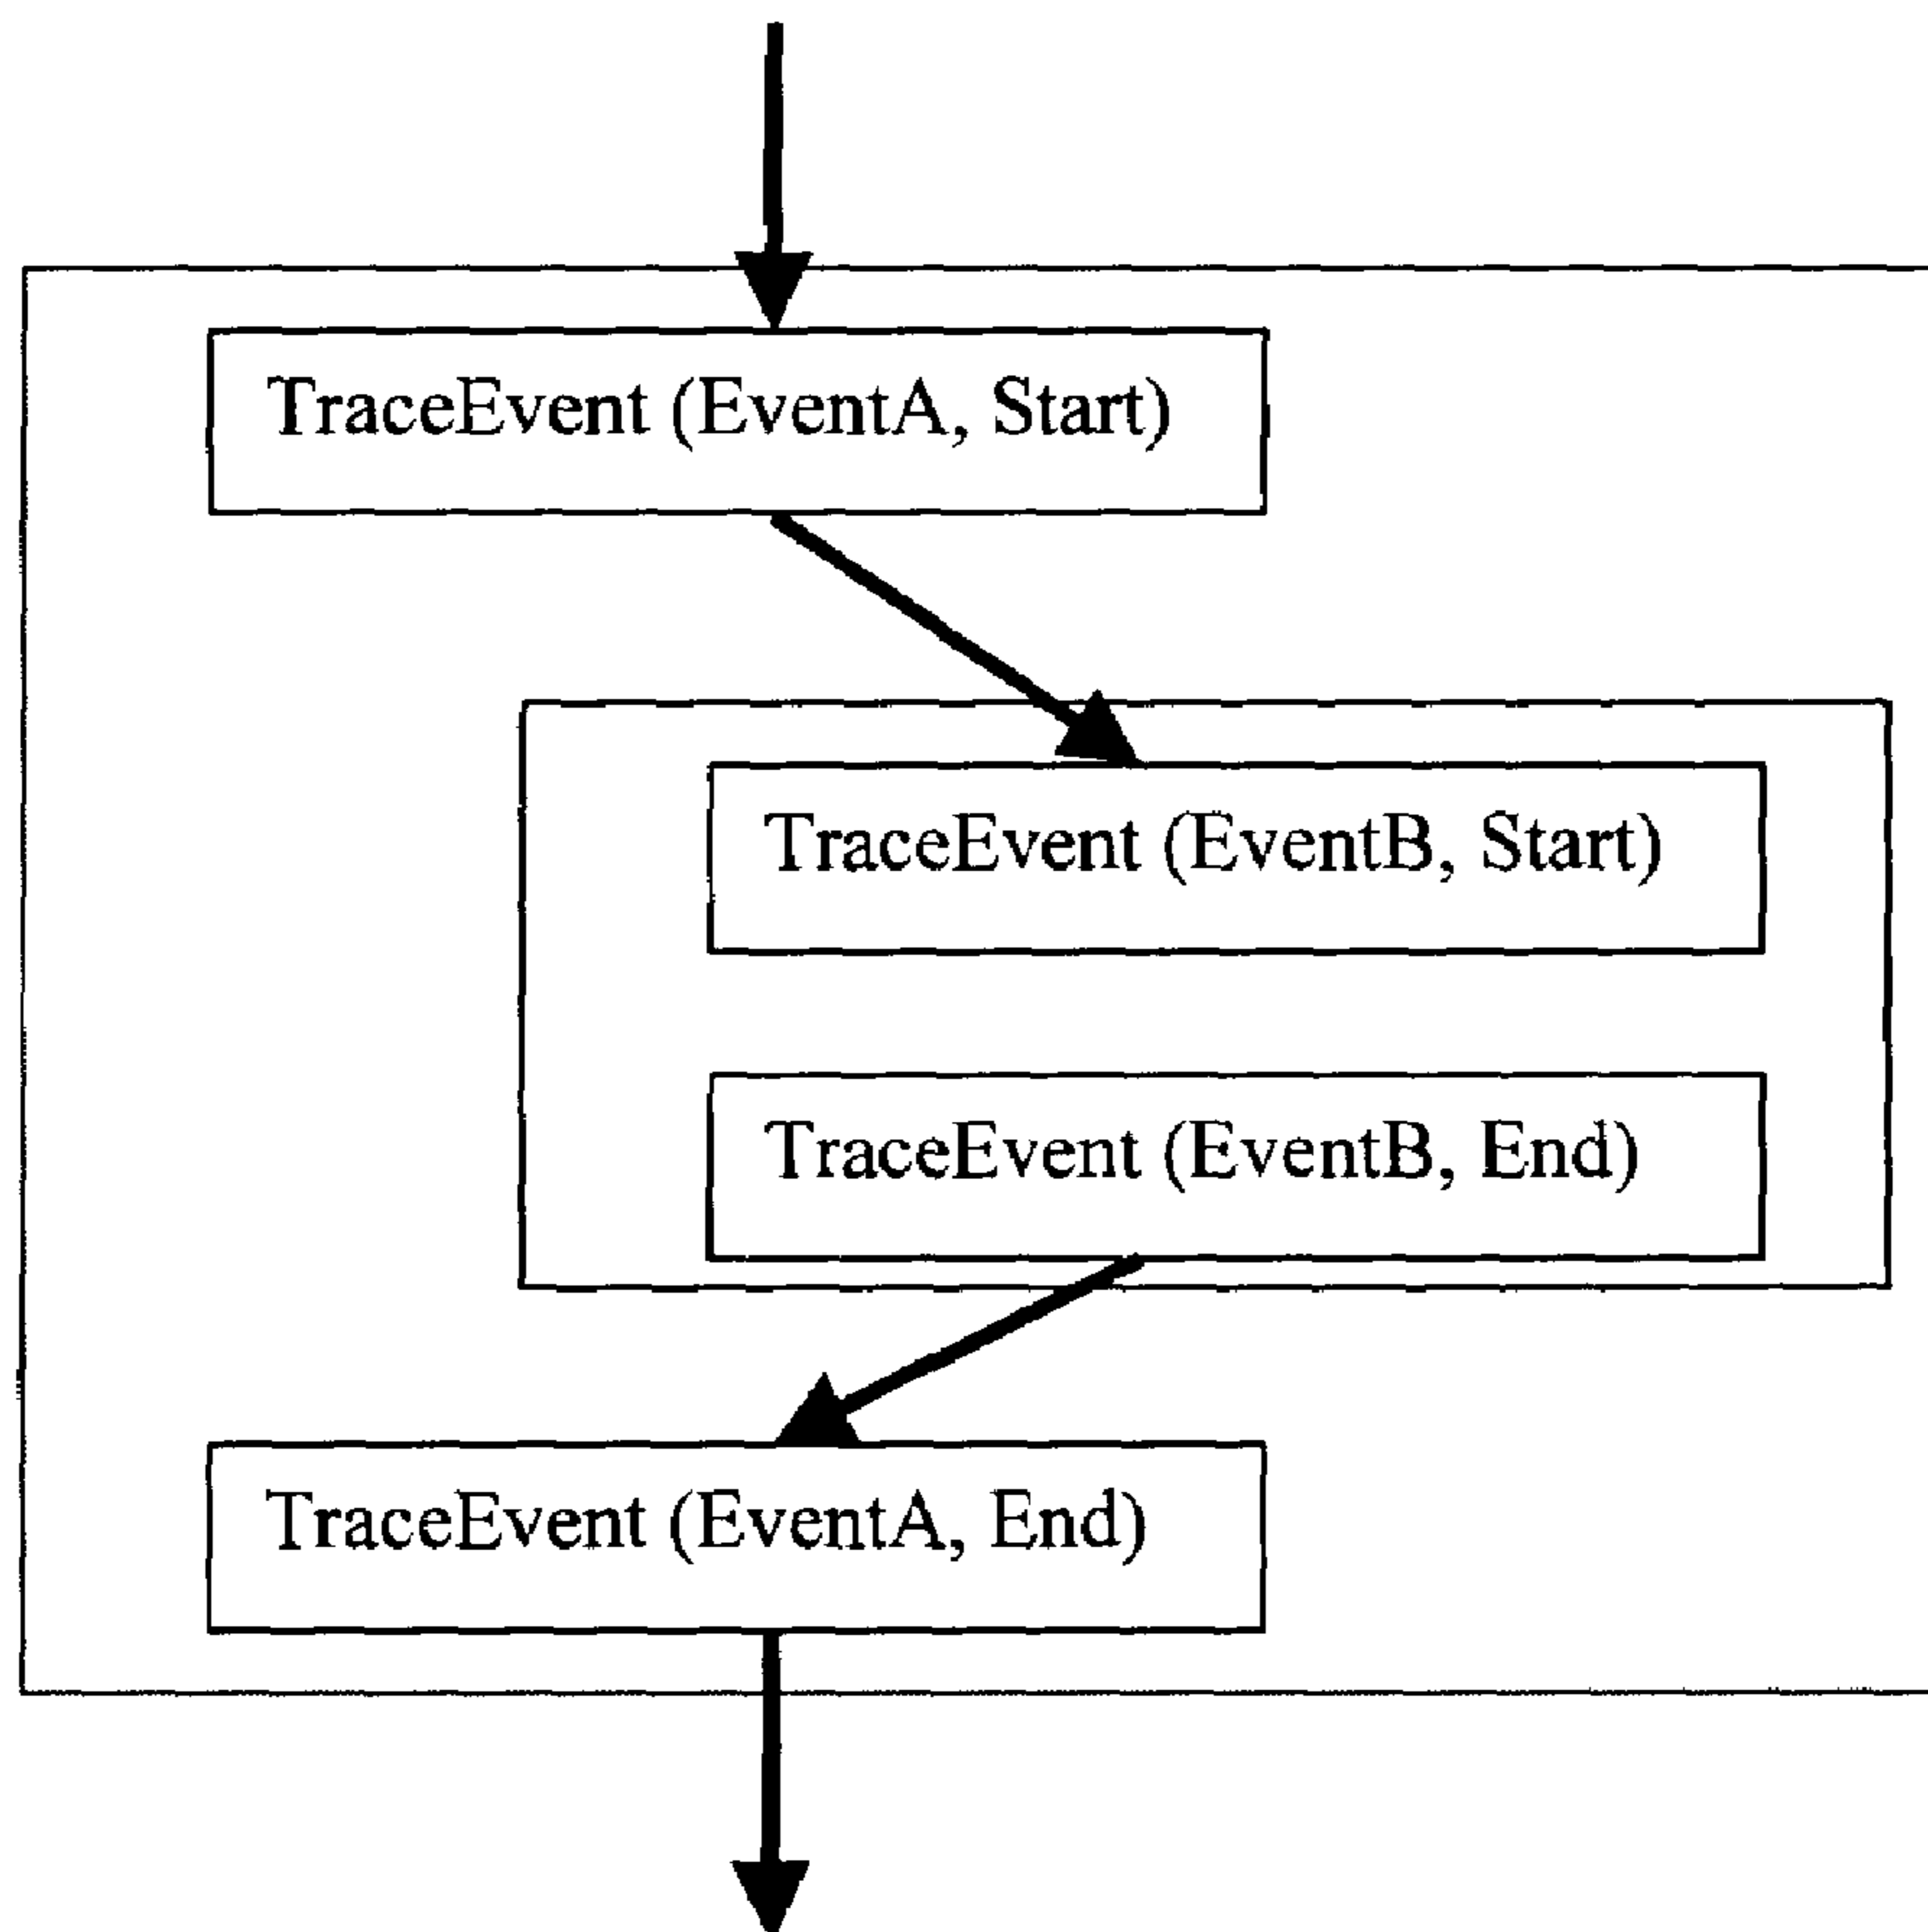 TraceEvent (EventA, Start)
TraceEvent (EventB, Start)
TraceEvent (EventB, End)
TraceEvent (EventA, End)